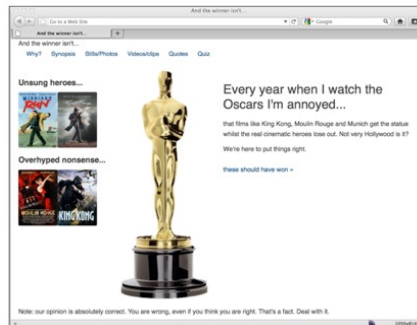 And the winner isn't...
Go to a Web Site
Google
And the winner isn't...
And the winner isn't...
Why? Synopsis Stills/Photos Videos/clips Quotes Quiz
Unsung heroes...
MIDNIGHT RUN
Overhyped nonsense...
MOULIN ROUGE
KING KONG
Every year when I watch the
Oscars I'm annoyed...
that films like King Kong, Moulin Rouge and Munich get the statue
whilst the real cinematic heroes lose out. Not very Hollywood is it?
We're here to put things right.
these should have won »
Note: our opinion is absolutely correct. You are wrong, even if you think you are right. That's a fact. Deal with it.